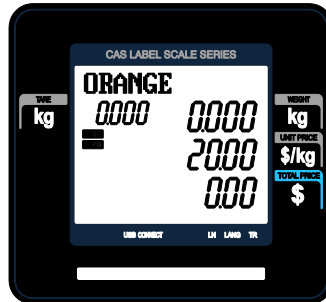 CAS LABEL SCALE SERIES
ORANGE
TARE
kg
0.000
0.000
WEIGHT
kg
20.00
UNIT PRICE
$/kg
0.00
TOTAL PRICE
$
USB CONNECT LN LANG TR